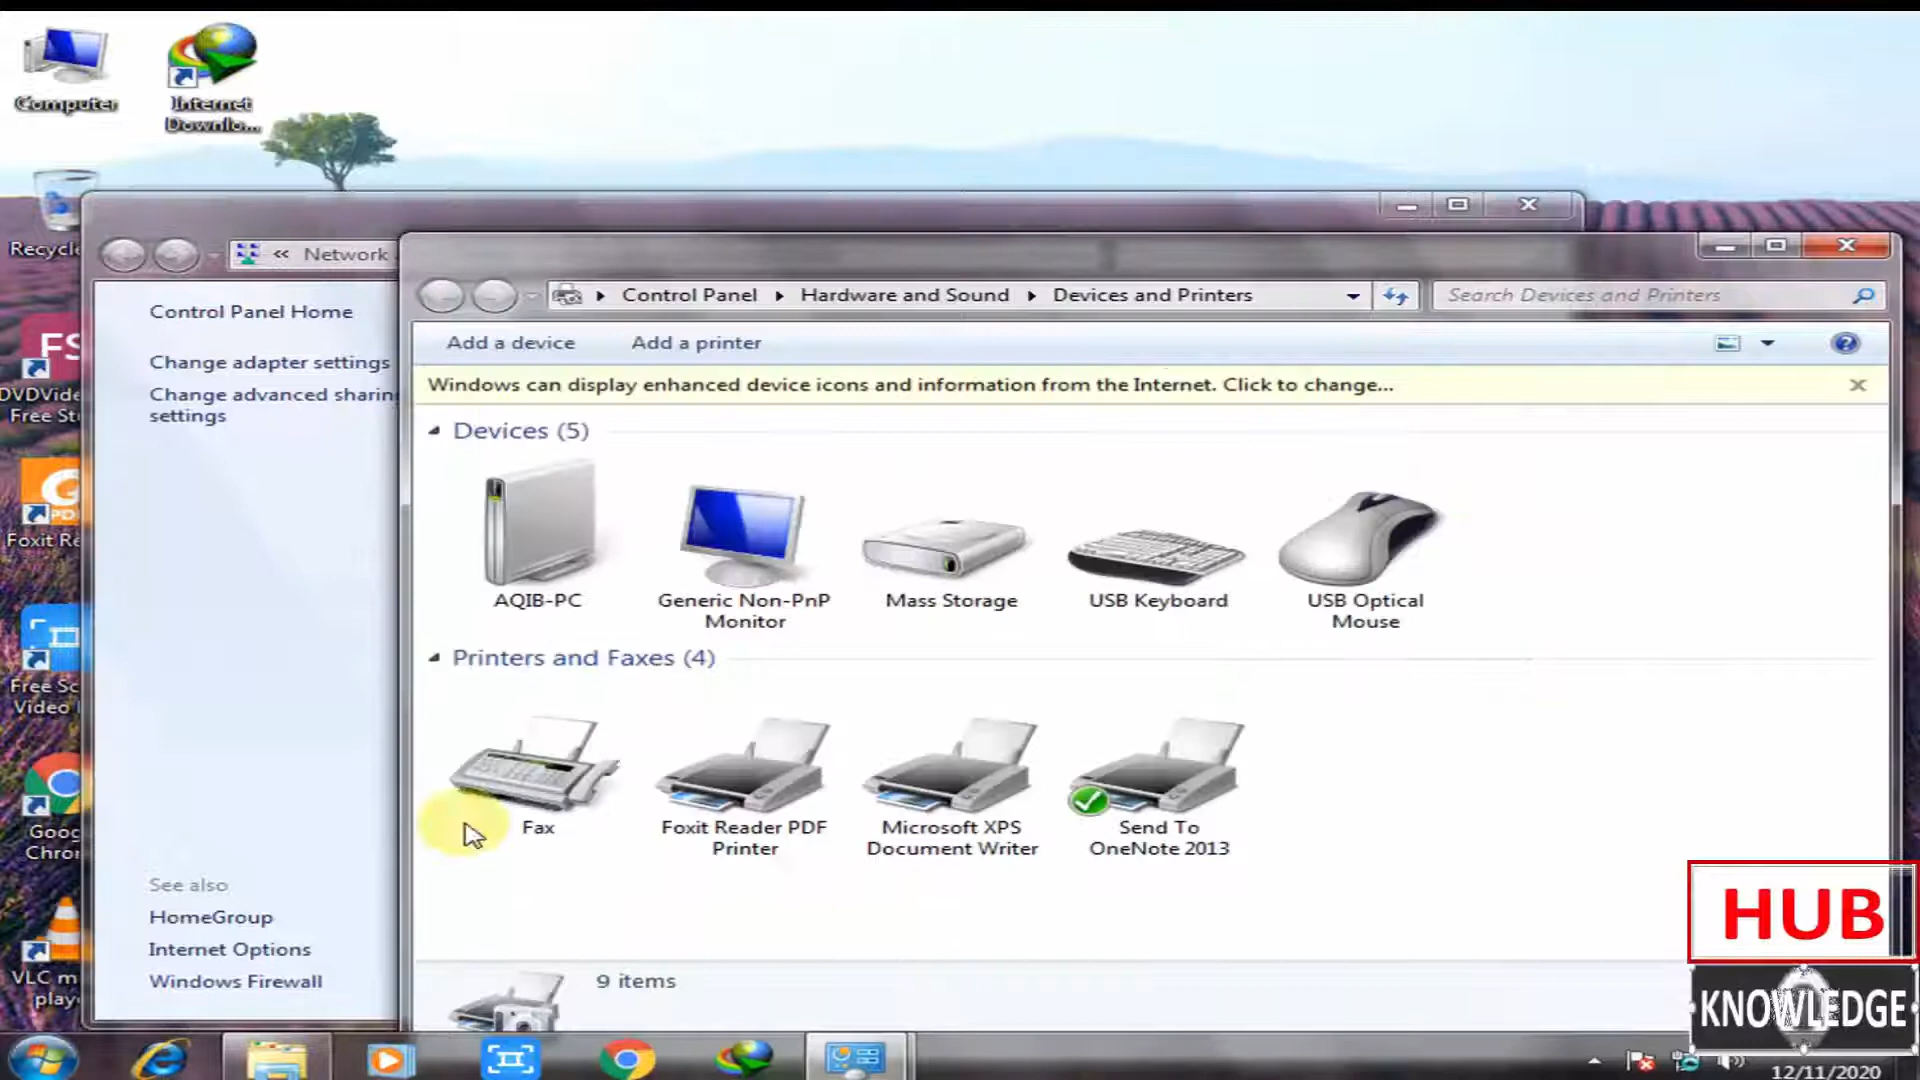 Computer
Internet
Downlo...
Recycle
Network
Control Panel
Hardware and Sound
Devices and Printers
Search Devices and Printers
Control Panel Home
Change adapter settings
Change advanced sharin
settings
Add a device
Add a printer
Windows can display enhanced device icons and information from the Internet. Click to change...
Devices (5)
AQIB-PC
Generic Non-PnP
Monitor
Mass Storage
USB Keyboard
USB Optical
Mouse
Printers and Faxes (4)
Fax
Foxit Reader PDF
Printer
Microsoft XPS
Document Writer
Send To
OneNote 2013
FS
DVDVide
Free Stu
PD
Foxit Re
Free Sc
Video
Goog
Chron
VLC m
play
See also
HomeGroup
Internet Options
Windows Firewall
9 items
HUB
KNOWLEDGE
12/11/2020